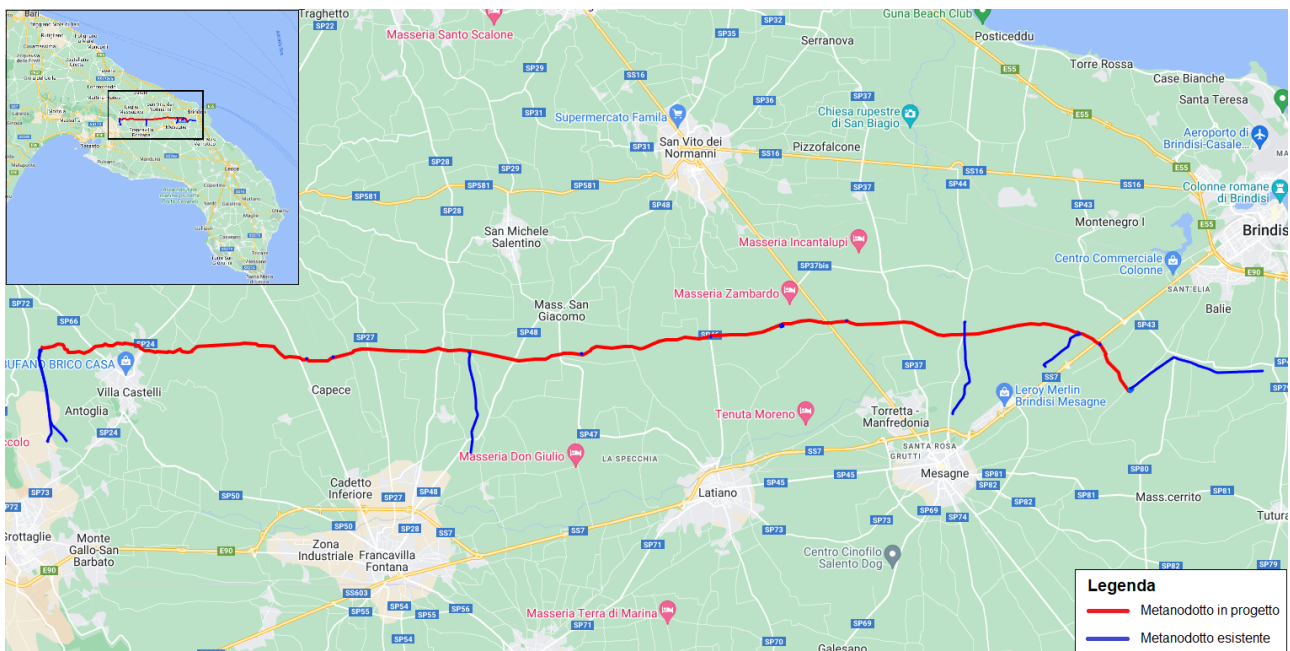 Traghetto
SP22
Masseria Santo Scalone
SP32
SP35
Serranova
Guna Beach Club
Posticeddu
Torre Rossa
Case Bianche
Santa Teresa
E55
SP29
SS16
SP31
Supermercato Famila
SP36
SP37
Chiesa rupestre
di San Biagio
E55
Aeroporto di
Brindisi-Casale...
San Vito dei
Normanni
SP31
Pizzofalcone
SS16
SP28
SP29
SP581
SP581
SP28
SP48
SP37
SP44
SS16
E55
SS16
SP43
Colonne romane
di Brindisi
San Michele
Salentino
Masseria Incantalupi
Montenegro I
E55
Brindis
Centro Commerciale
Colonne
E90
SP37bis
Masseria Zambardo
SANT'ELIA
Balie
SP72
SP66
Mass. San
Giacomo
SP24
SP27
SP48
SP43
BUFANO BRICO CASA
Villa Castelli
Capece
SP37
SS7
SP79
Antoglia
SP24
Leroy Merlin
Brindisi Mesagne
Tenuta Moreno
Torretta -
Manfredonia
ccolo
SP47
Masseria Don Giulio
LA SPECCHIA
SS7
SANTA ROSA
GRUTTI
SP73
SP72
SP50
Cadetto
Inferiore
SP27
SP48
Latiano
SP45
SP45
Mesagne
SP81
SP82
SP80
SP81
SP81
Mass.cerrito
SP82
Grottaglie
Monte
Gallo-San
Barbato
E90
SP50
SP28
SS7
SS7
SP73
SP73
SP69
SP74
Tutura
Zona
Industriale
Francavilla
Fontana
SP71
Centro Cinofilo
Salento Dog
E90
SS603
SP54
SP55
SP55
SP56
SP54
Masseria Terra di Marina
SP71
SP70
SP69
Galesano
SP82
SP79
Legenda
Metanodotto in progetto
Metanodotto esistente